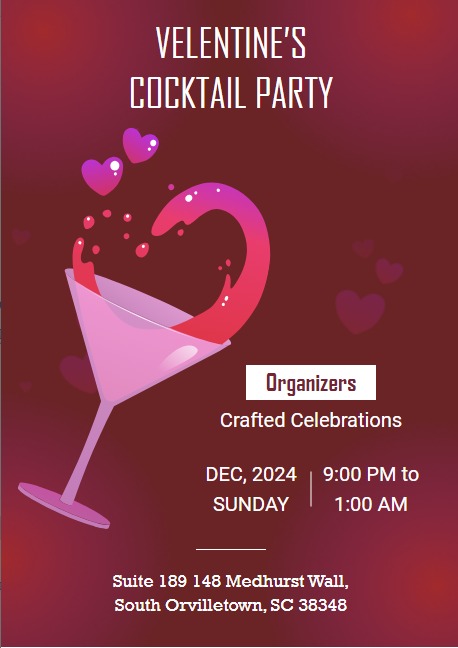 VELENTINE'S
COCKTAIL PARTY
Organizers
Crafted Celebrations
DEC, 2024
SUNDAY
9:00 PM to
1:00 AM
Suite 189 148 Medhurst Wall,
South Orvilletown, SC 38348